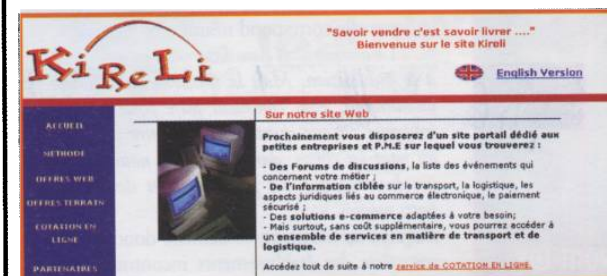 "Savoir vendre c'est savoir livrer ...."
Bienvenue sur le site Kireli
KiReLi
English Version
ACCUEIL
METHODE
OFFRES WEB
OFFRES TERRAIN
COTATION EN
LIGNE
PARTENAIRES
Sur notre site Web
Prochainement vous disposerez d'un site portail dédié aux
petites entreprises et P.M.E sur lequel vous trouverez :
- Des Forums de discussions, la liste des événements qui
concernent votre métier ;
- De l'information ciblée sur le transport, la logistique, les
aspects juridiques liés au commerce électronique, le paiement
sécurisé ;
- Des solutions e-commerce adaptées à votre besoin;
- Mais surtout, sans coût supplémentaire, vous pourrez accéder à
un ensemble de services en matière de transport et de
logistique.
Accédez tout de suite à notre service de COTATION EN LIGNE.